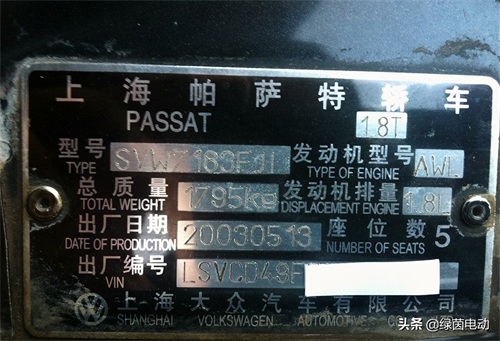 上海帕萨特轿车
PASSAT 1.8T
型号 SVW7183FJI 发动机型号 AWL
TYPE TYPE OF ENGINE
总质量 1795kg 发动机排量 1.8L
TOTAL WEIGHT DISPLACEMENT ENGINE
出厂日期 20030513 座位数 5
DATE OF PRODUCTION NUMBER OF SEATS
出厂编号 LSVCD49F
VIN
上海大众汽车有限公司
SHANGHAI VOLKSWAGEN AUTOMOTIVE CO
头条 @绿茵电动